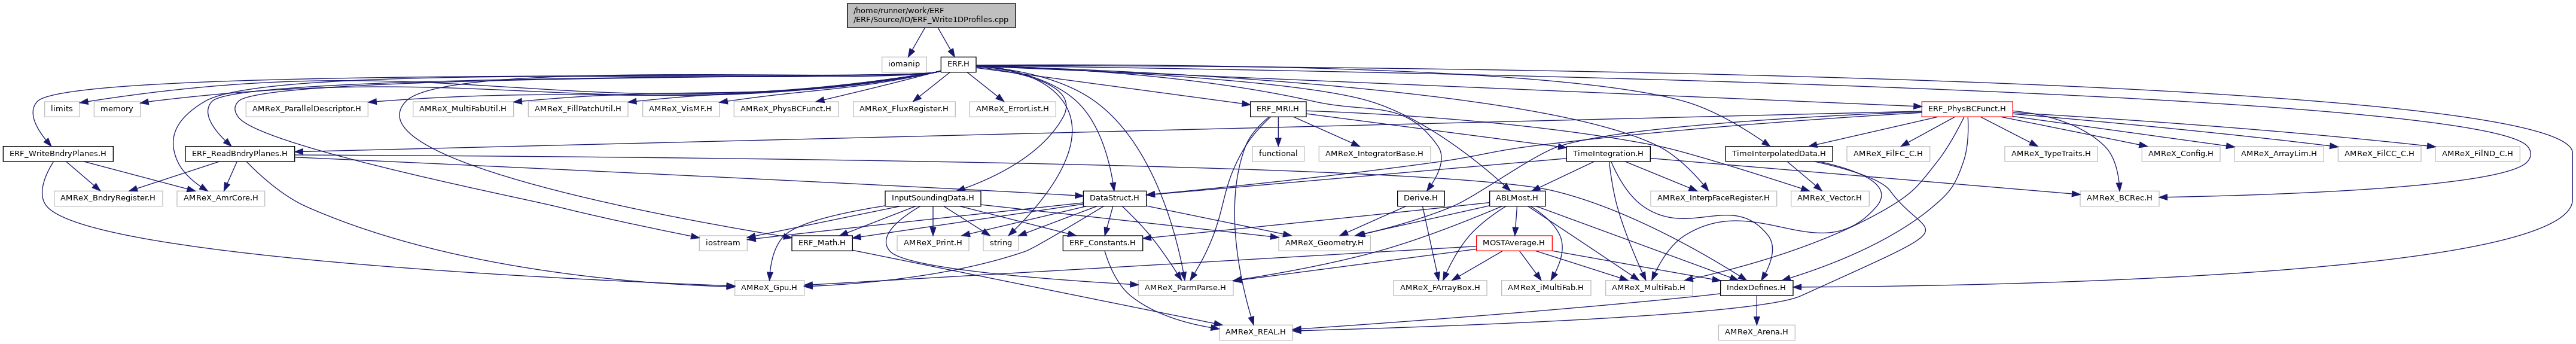 /home/runner/work/ERF
/ERF/Source/IO/ERF_Write1DProfiles.cpp
iomanip
ERF.H
limits
memory
AMReX_ParallelDescriptor.H
AMReX_MultiFabUtil.H
AMReX_FillPatchUtil.H
AMReX_VisMF.H
AMReX_PhysBCFunct.H
AMReX_FluxRegister.H
AMReX_ErrorList.H
ERF_MRI.H
ERF_PhysBCFunct.H
ERF_WriteBndryPlanes.H
ERF_ReadBndryPlanes.H
functional
AMReX_IntegratorBase.H
TimeIntegration.H
TimeInterpolatedData.H
AMReX_FilFC_C.H
AMReX_TypeTraits.H
AMReX_Config.H
AMReX_ArrayLim.H
AMReX_FilCC_C.H
AMReX_FilND_C.H
AMReX_BndryRegister.H
AMReX_AmrCore.H
InputSoundingData.H
DataStruct.H
Derive.H
ABLMost.H
AMReX_InterpFaceRegister.H
AMReX_Vector.H
AMReX_BCRec.H
iostream
ERF_Math.H
AMReX_Print.H
string
ERF_Constants.H
AMReX_Geometry.H
MOSTAverage.H
AMReX_Gpu.H
AMReX_ParmParse.H
AMReX_FArrayBox.H
AMReX_iMultiFab.H
AMReX_MultiFab.H
IndexDefines.H
AMReX_REAL.H
AMReX_Arena.H